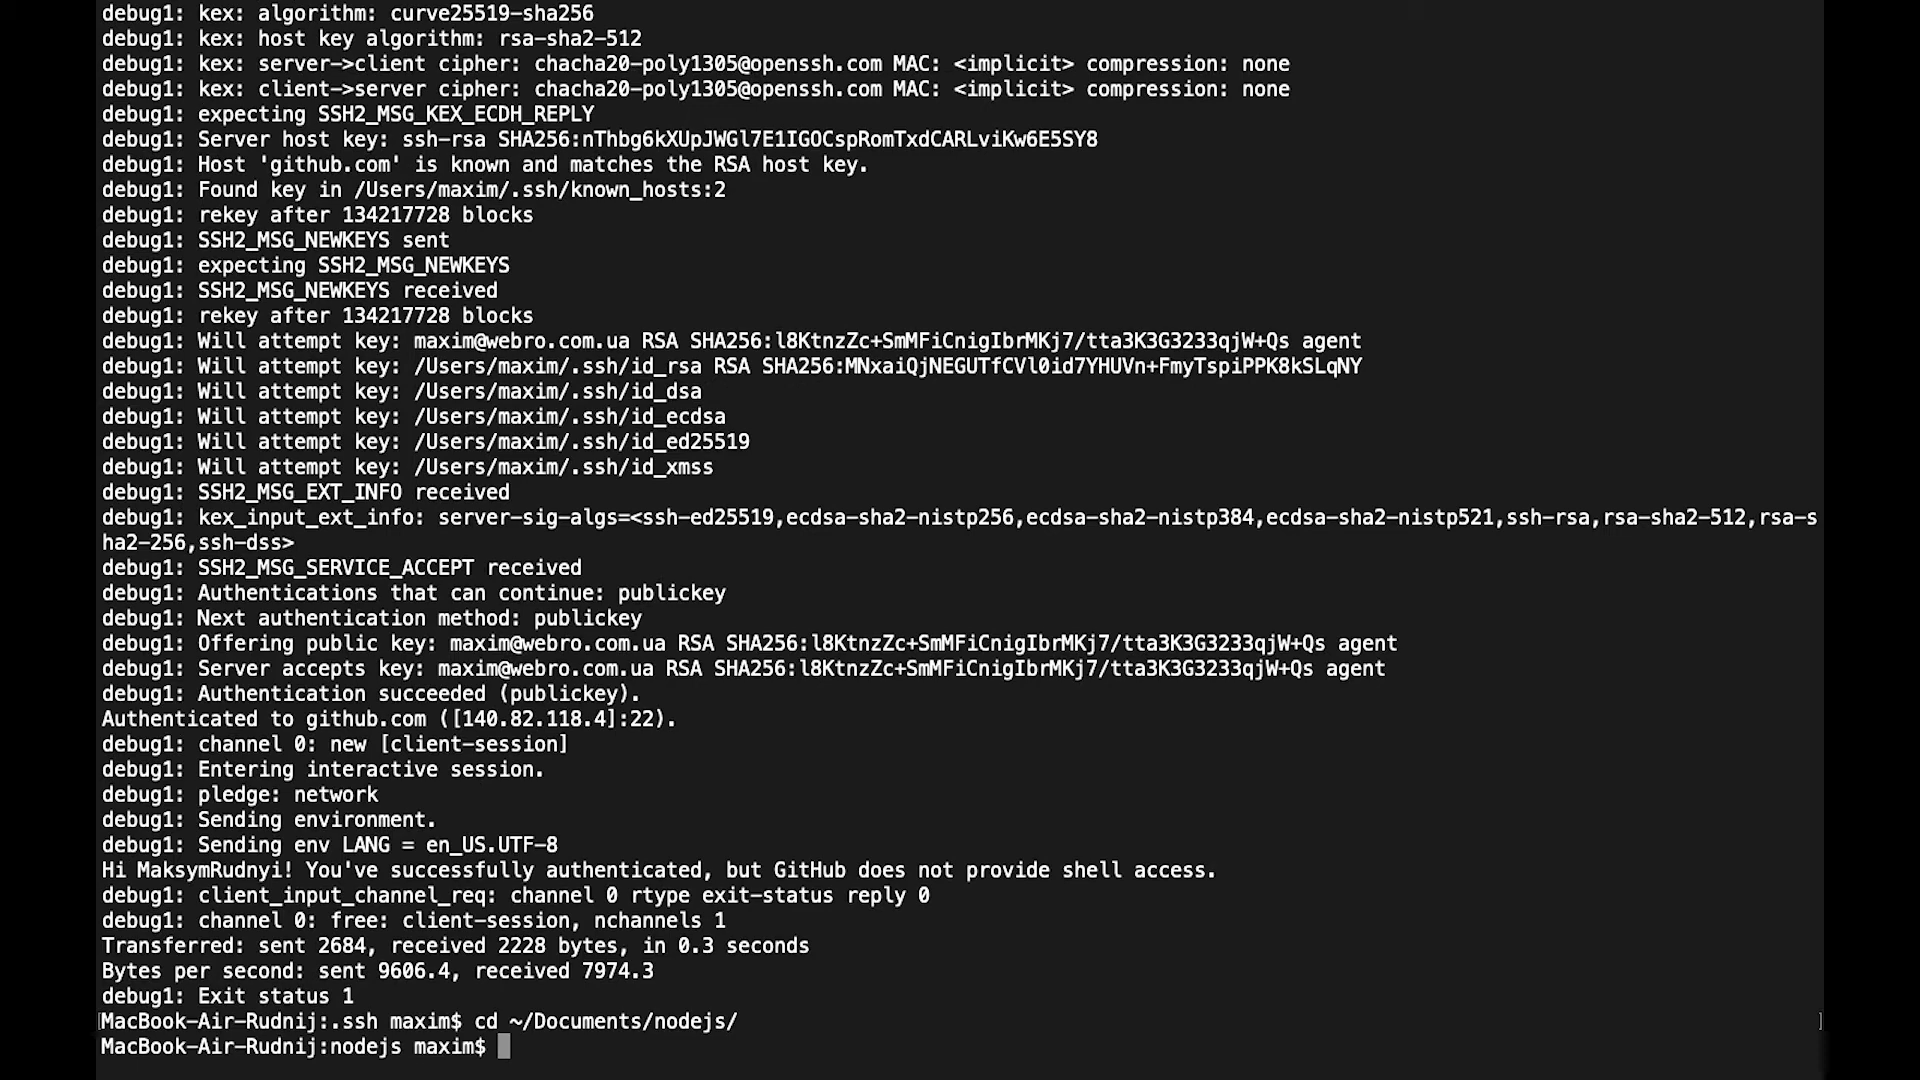 debug1: kex: algorithm: curve25519-sha256
debug1: kex: host key algorithm: rsa-sha2-512
debug1: kex: server->client cipher: chacha20-poly1305@openssh.com MAC: <implicit> compression: none
debug1: kex: client->server cipher: chacha20-poly1305@openssh.com MAC: <implicit> compression: none
debug1: expecting SSH2_MSG_KEX_ECDH_REPLY
debug1: Server host key: ssh-rsa SHA256:nThbg6kXUpJWGl7E1IGOCspRomTxdCARLviKw6E5SY8
debug1: Host 'github.com' is known and matches the RSA host key.
debug1: Found key in /Users/maxim/.ssh/known_hosts:2
debug1: rekey after 134217728 blocks
debug1: SSH2_MSG_NEWKEYS sent
debug1: expecting SSH2_MSG_NEWKEYS
debug1: SSH2_MSG_NEWKEYS received
debug1: rekey after 134217728 blocks
debug1: Will attempt key: maxim@webro.com.ua RSA SHA256:l8KtnzZc+SmMFiCnigIbrMKj7/tta3K3G3233qjW+Qs agent
debug1: Will attempt key: /Users/maxim/.ssh/id_rsa RSA SHA256:MNxaiQjNEGUTfCVl0id7YHUVn+FmyTspiPPK8kSLqNY
debug1: Will attempt key: /Users/maxim/.ssh/id_dsa
debug1: Will attempt key: /Users/maxim/.ssh/id_ecdsa
debug1: Will attempt key: /Users/maxim/.ssh/id_ed25519
debug1: Will attempt key: /Users/maxim/.ssh/id_xmss
debug1: SSH2_MSG_EXT_INFO received
debug1: kex_input_ext_info: server-sig-algs=<ssh-ed25519,ecdsa-sha2-nistp256,ecdsa-sha2-nistp384,ecdsa-sha2-nistp521,ssh-rsa,rsa-sha2-512,rsa-s
ha2-256,ssh-dss>
debug1: SSH2_MSG_SERVICE_ACCEPT received
debug1: Authentications that can continue: publickey
debug1: Next authentication method: publickey
debug1: Offering public key: maxim@webro.com.ua RSA SHA256:l8KtnzZc+SmMFiCnigIbrMKj7/tta3K3G3233qjW+Qs agent
debug1: Server accepts key: maxim@webro.com.ua RSA SHA256:l8KtnzZc+SmMFiCnigIbrMKj7/tta3K3G3233qjW+Qs agent
debug1: Authentication succeeded (publickey).
Authenticated to github.com ([140.82.118.4]:22).
debug1: channel 0: new [client-session]
debug1: Entering interactive session.
debug1: pledge: network
debug1: Sending environment.
debug1: Sending env LANG = en_US.UTF-8
Hi MaksymRudnyi! You've successfully authenticated, but GitHub does not provide shell access.
debug1: client_input_channel_req: channel 0 rtype exit-status reply 0
debug1: channel 0: free: client-session, nchannels 1
Transferred: sent 2684, received 2228 bytes, in 0.3 seconds
Bytes per second: sent 9606.4, received 7974.3
debug1: Exit status 1
MacBook-Air-Rudnij:.ssh maxim$ cd ~/Documents/nodejs/
MacBook-Air-Rudnij:nodejs maxim$